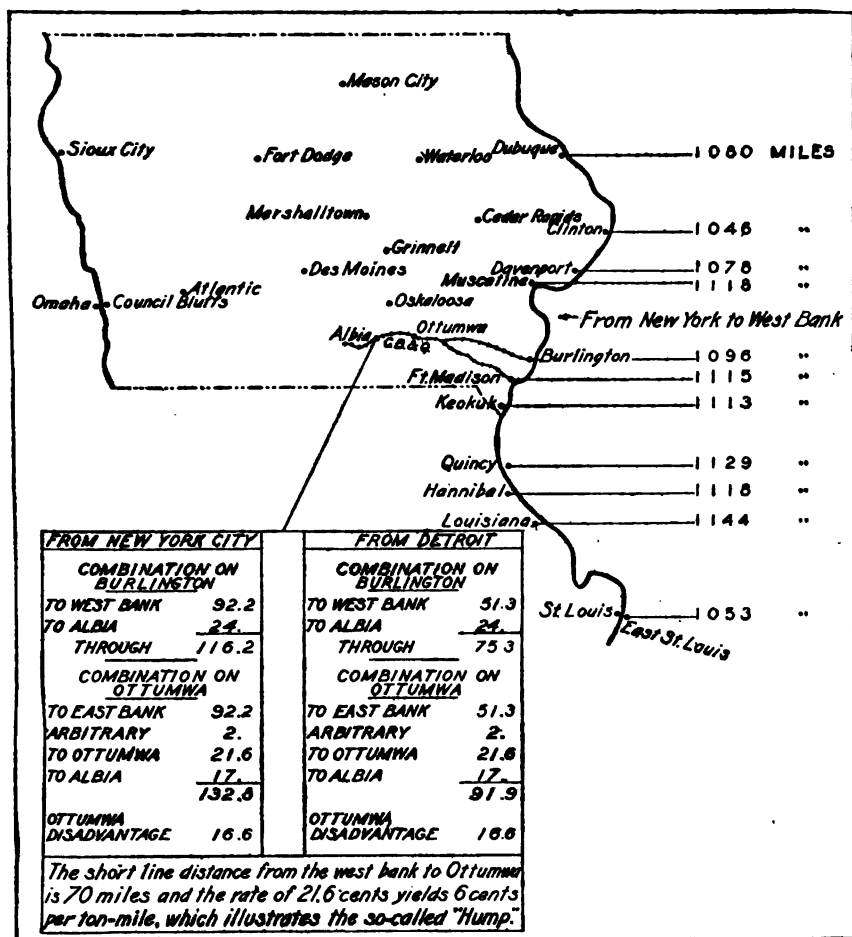 Mason City
Sioux City
Fort Dodge
Waterloo
Dubuque
1080 MILES
Marshalltown
Cedar Rapids
Clinton
1046 "
Grinnell
Des Moines
Davenport
1078 "
Muscatine
1118 "
Atlantic
Omaha
Council Bluffs
Oskaloosa
←From New York to West Bank
Albia
C.B.&Q.
Ottumwa
Burlington
1096 "
Ft. Madison
1115 "
Keokuk
1113 "
Quincy
1129 "
Hannibal
1118 "
Louisiana
1144 "
St. Louis
1053 "
East St. Louis
FROM NEW YORK CITY
COMBINATION ON
BURLINGTON
TO WEST BANK 92.2
TO ALBIA 24.
THROUGH 116.2
COMBINATION ON
OTTUMWA
TO EAST BANK 92.2
ARBITRARY 2.
TO OTTUMWA 21.6
TO ALBIA 17.
132.8
OTTUMWA
DISADVANTAGE 16.6
FROM DETROIT
COMBINATION ON
BURLINGTON
TO WEST BANK 51.3
TO ALBIA 24.
THROUGH 75 3
COMBINATION ON
OTTUMWA
TO EAST BANK 51.3
ARBITRARY 2.
TO OTTUMWA 21.6
TO ALBIA 17.
91.9
OTTUMWA
DISADVANTAGE 16.6
The short line distance from the west bank to Ottumwa
is 70 miles and the rate of 21.6 cents yields 6 cents
per ton-mile, which illustrates the so-called "Hump."